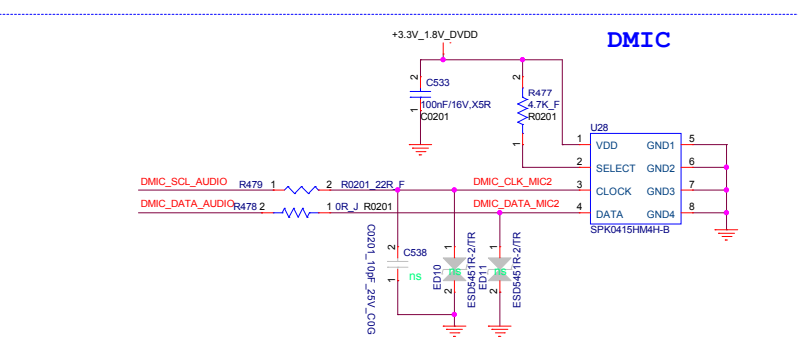 DMIC
+3.3V_1.8V_DVDD
2
C533
100nF/16V,X5R
1
C0201
2
R477
4.7K_F
R0201
1
U28
1
VDD
GND1
5
2
SELECT
GND2
6
3
CLOCK
GND3
7
4
DATA
GND4
8
SPK0415HM4H-B
DMIC_SCL_AUDIO
R479
1
2
R0201_22R_F
DMIC_CLK_MIC2
DMIC_DATA_AUDIO
R478
2
1
0R_J
R0201
DMIC_DATA_MIC2
C0201_10pF_25V_C0G
2
C538
ns
1
1
ED10
ns
ESD5451R-2/TR
2
1
ED11
ns
ESD5451R-2/TR
2